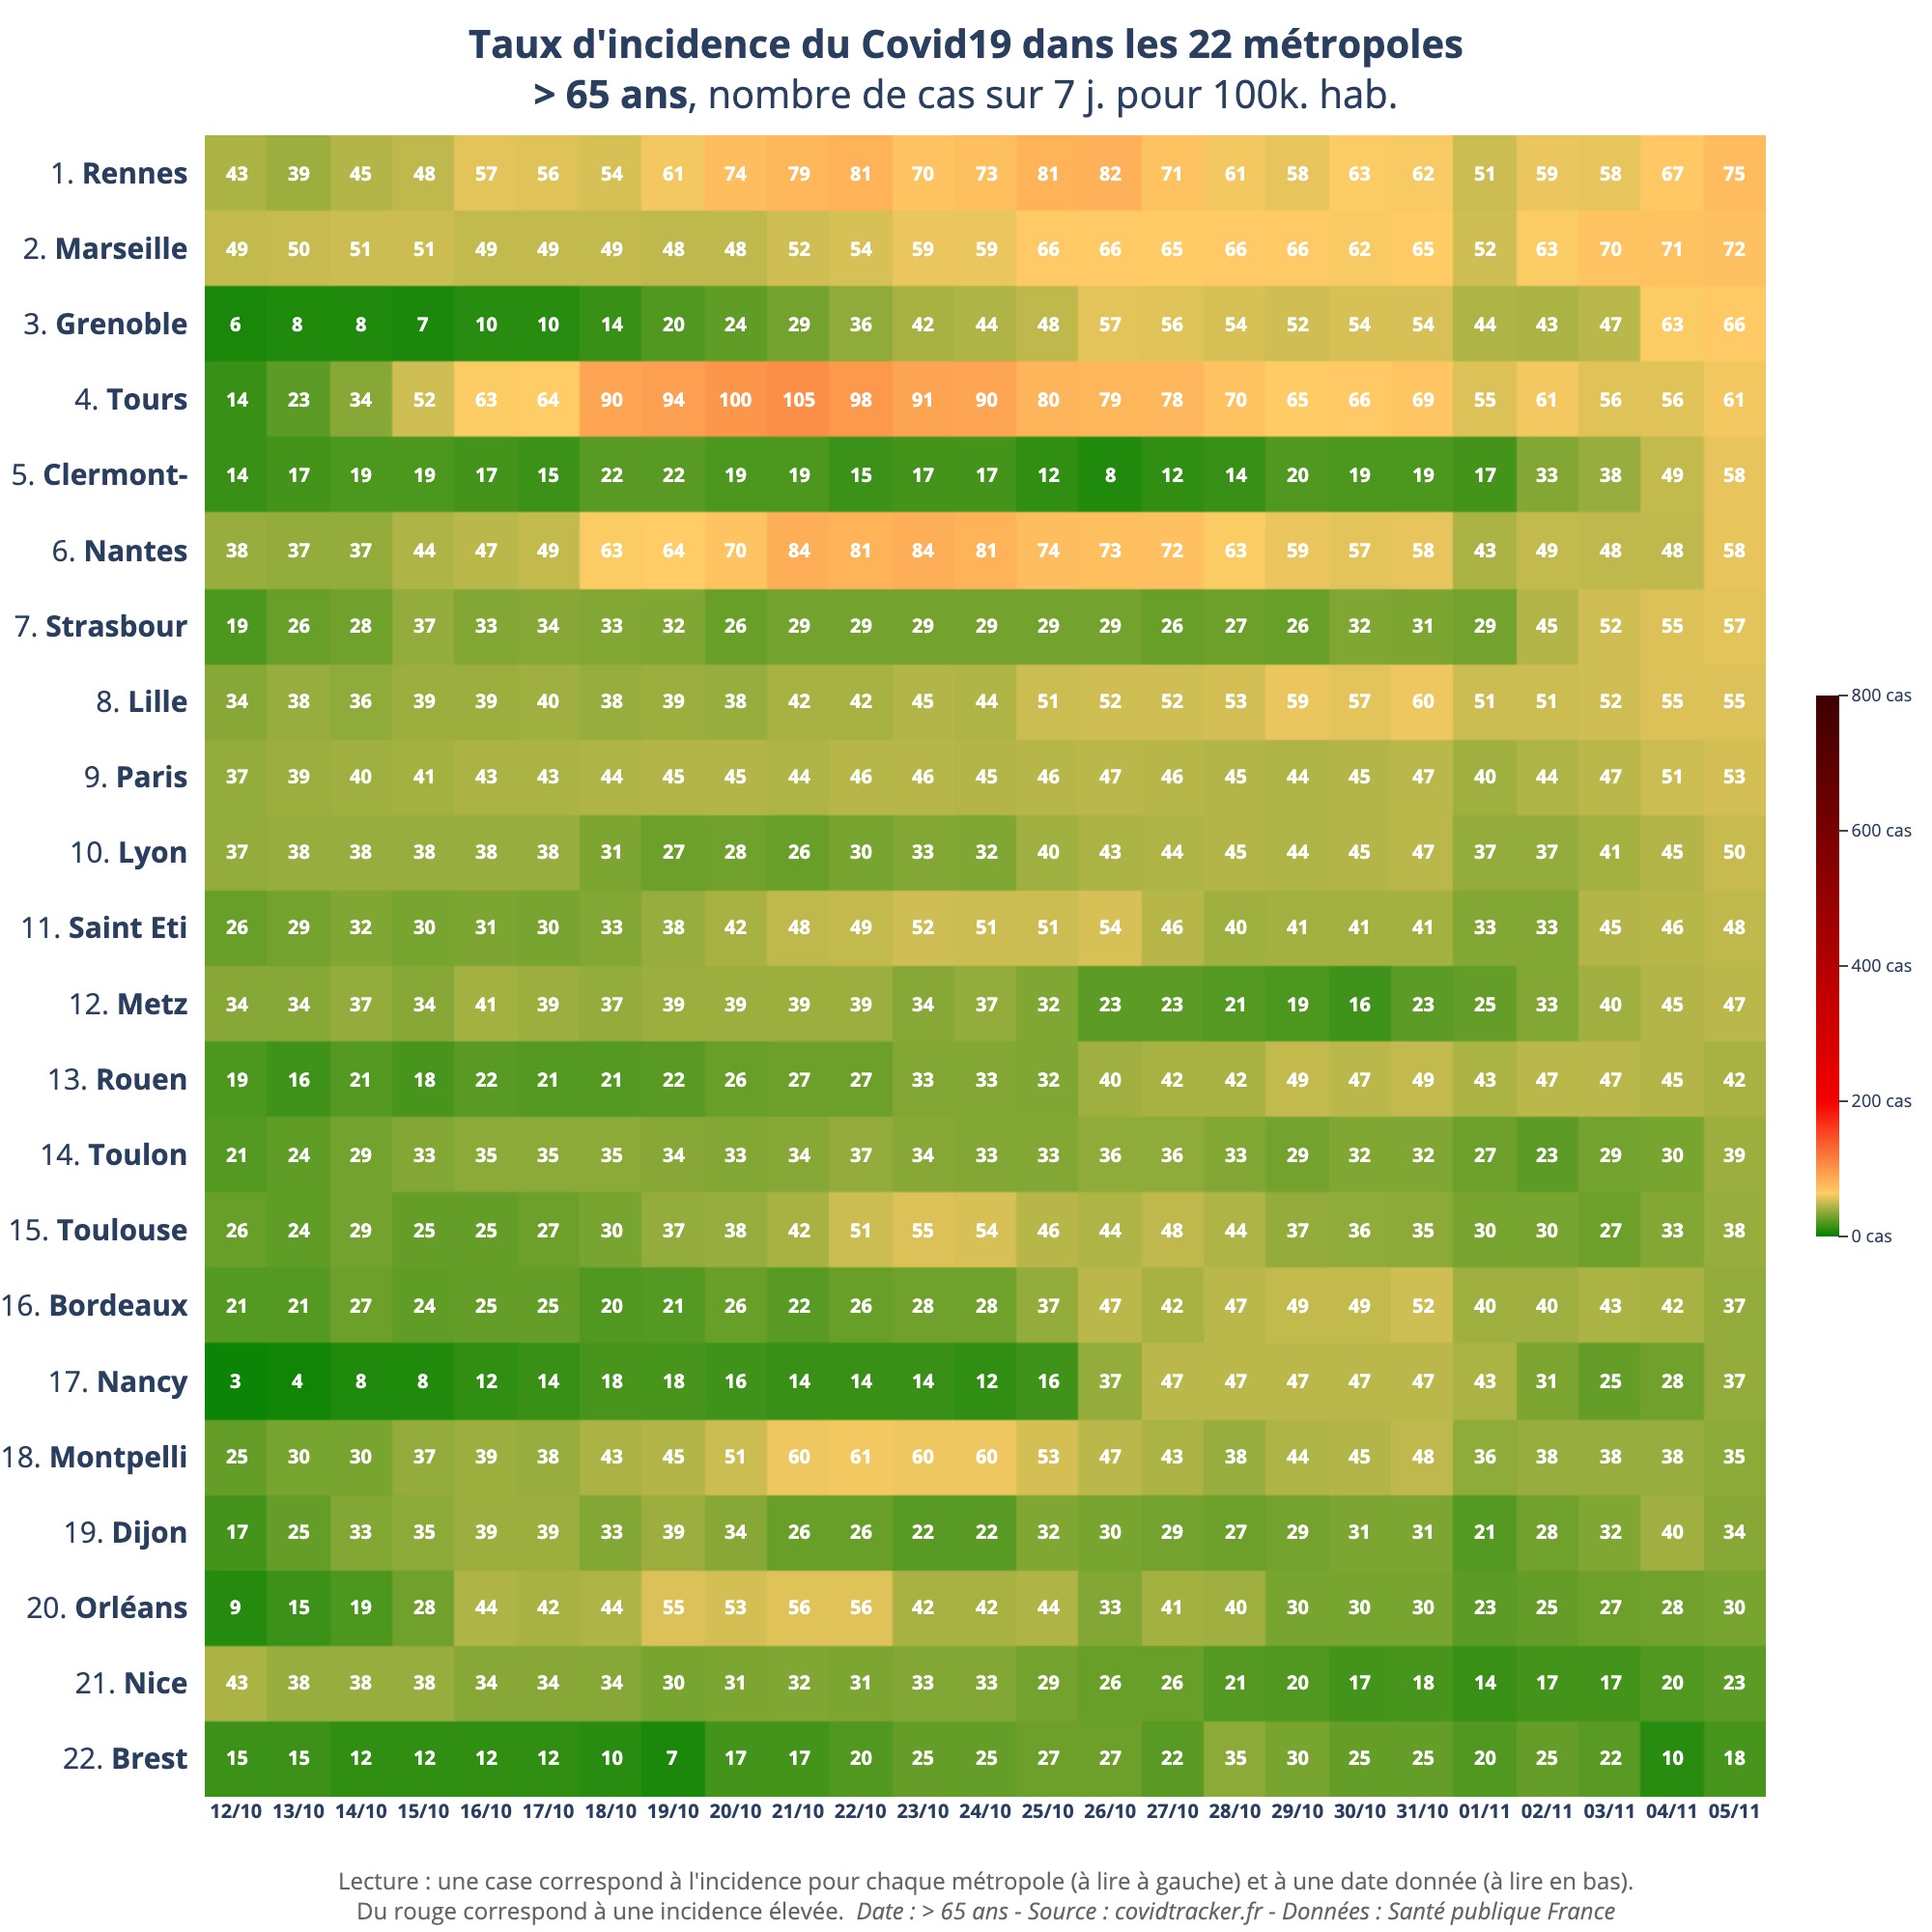 Taux d'incidence du Covid19 dans les 22 métropoles
> 65 ans, nombre de cas sur 7 j. pour 100k. hab.
1. Rennes 43 39 45 48 57 56 54 61 74 79 81 70 73 81 82 71 61 58 63 62 51 59 58 67 75
2. Marseille 49 50 51 51 49 49 49 48 48 52 54 59 59 66 66 65 66 66 62 65 52 63 70 71 72
3. Grenoble 6 8 8 7 10 10 14 20 24 29 36 42 44 48 57 56 54 52 54 54 44 43 47 63 66
4. Tours 14 23 34 52 63 64 90 94 100 105 98 91 90 80 79 78 70 65 66 69 55 61 56 56 61
5. Clermont- 14 17 19 19 17 15 22 22 19 19 15 17 17 12 8 12 14 20 19 19 17 33 38 49 58
6. Nantes 38 37 37 44 47 49 63 64 70 84 81 84 81 74 73 72 63 59 57 58 43 49 48 48 58
7. Strasbour 19 26 28 37 33 34 33 32 26 29 29 29 29 29 29 26 27 26 32 31 29 45 52 55 57
8. Lille 34 38 36 39 39 40 38 39 38 42 42 45 44 51 52 52 53 59 57 60 51 51 52 55 55
9. Paris 37 39 40 41 43 43 44 45 45 44 46 46 45 46 47 46 45 44 45 47 40 44 47 51 53
10. Lyon 37 38 38 38 38 38 31 27 28 26 30 33 32 40 43 44 45 44 45 47 37 37 41 45 50
11. Saint Eti 26 29 32 30 31 30 33 38 42 48 49 52 51 51 54 46 40 41 41 41 33 33 45 46 48
12. Metz 34 34 37 34 41 39 37 39 39 39 39 34 37 32 23 23 21 19 16 23 25 33 40 45 47
13. Rouen 19 16 21 18 22 21 21 22 26 27 27 33 33 32 40 42 42 49 47 49 43 47 47 45 42
14. Toulon 21 24 29 33 35 35 35 34 33 34 37 34 33 33 36 36 33 29 32 32 27 23 29 30 39
15. Toulouse 26 24 29 25 25 27 30 37 38 42 51 55 54 46 44 48 44 37 36 35 30 30 27 33 38
16. Bordeaux 21 21 27 24 25 25 20 21 26 22 26 28 28 37 47 42 47 49 49 52 40 40 43 42 37
17. Nancy 3 4 8 8 12 14 18 18 16 14 14 14 12 16 37 47 47 47 47 47 43 31 25 28 37
18. Montpelli 25 30 30 37 39 38 43 45 51 60 61 60 60 53 47 43 38 44 45 48 36 38 38 38 35
19. Dijon 17 25 33 35 39 39 33 39 34 26 26 22 22 32 30 29 27 29 31 31 21 28 32 40 34
20. Orléans 9 15 19 28 44 42 44 55 53 56 56 42 42 44 33 41 40 30 30 30 23 25 27 28 30
21. Nice 43 38 38 38 34 34 34 30 31 32 31 33 33 29 26 26 21 20 17 18 14 17 17 20 23
22. Brest 15 15 12 12 12 12 10 7 17 17 20 25 25 27 27 22 35 30 25 25 20 25 22 10 18
12/10 13/10 14/10 15/10 16/10 17/10 18/10 19/10 20/10 21/10 22/10 23/10 24/10 25/10 26/10 27/10 28/10 29/10 30/10 31/10 01/11 02/11 03/11 04/11 05/11
800 cas
600 cas
400 cas
200 cas
0 cas
Lecture : une case correspond à l'incidence pour chaque métropole (à lire à gauche) et à une date donnée (à lire en bas).
Du rouge correspond à une incidence élevée. Date : > 65 ans - Source : covidtracker.fr - Données : Santé publique France